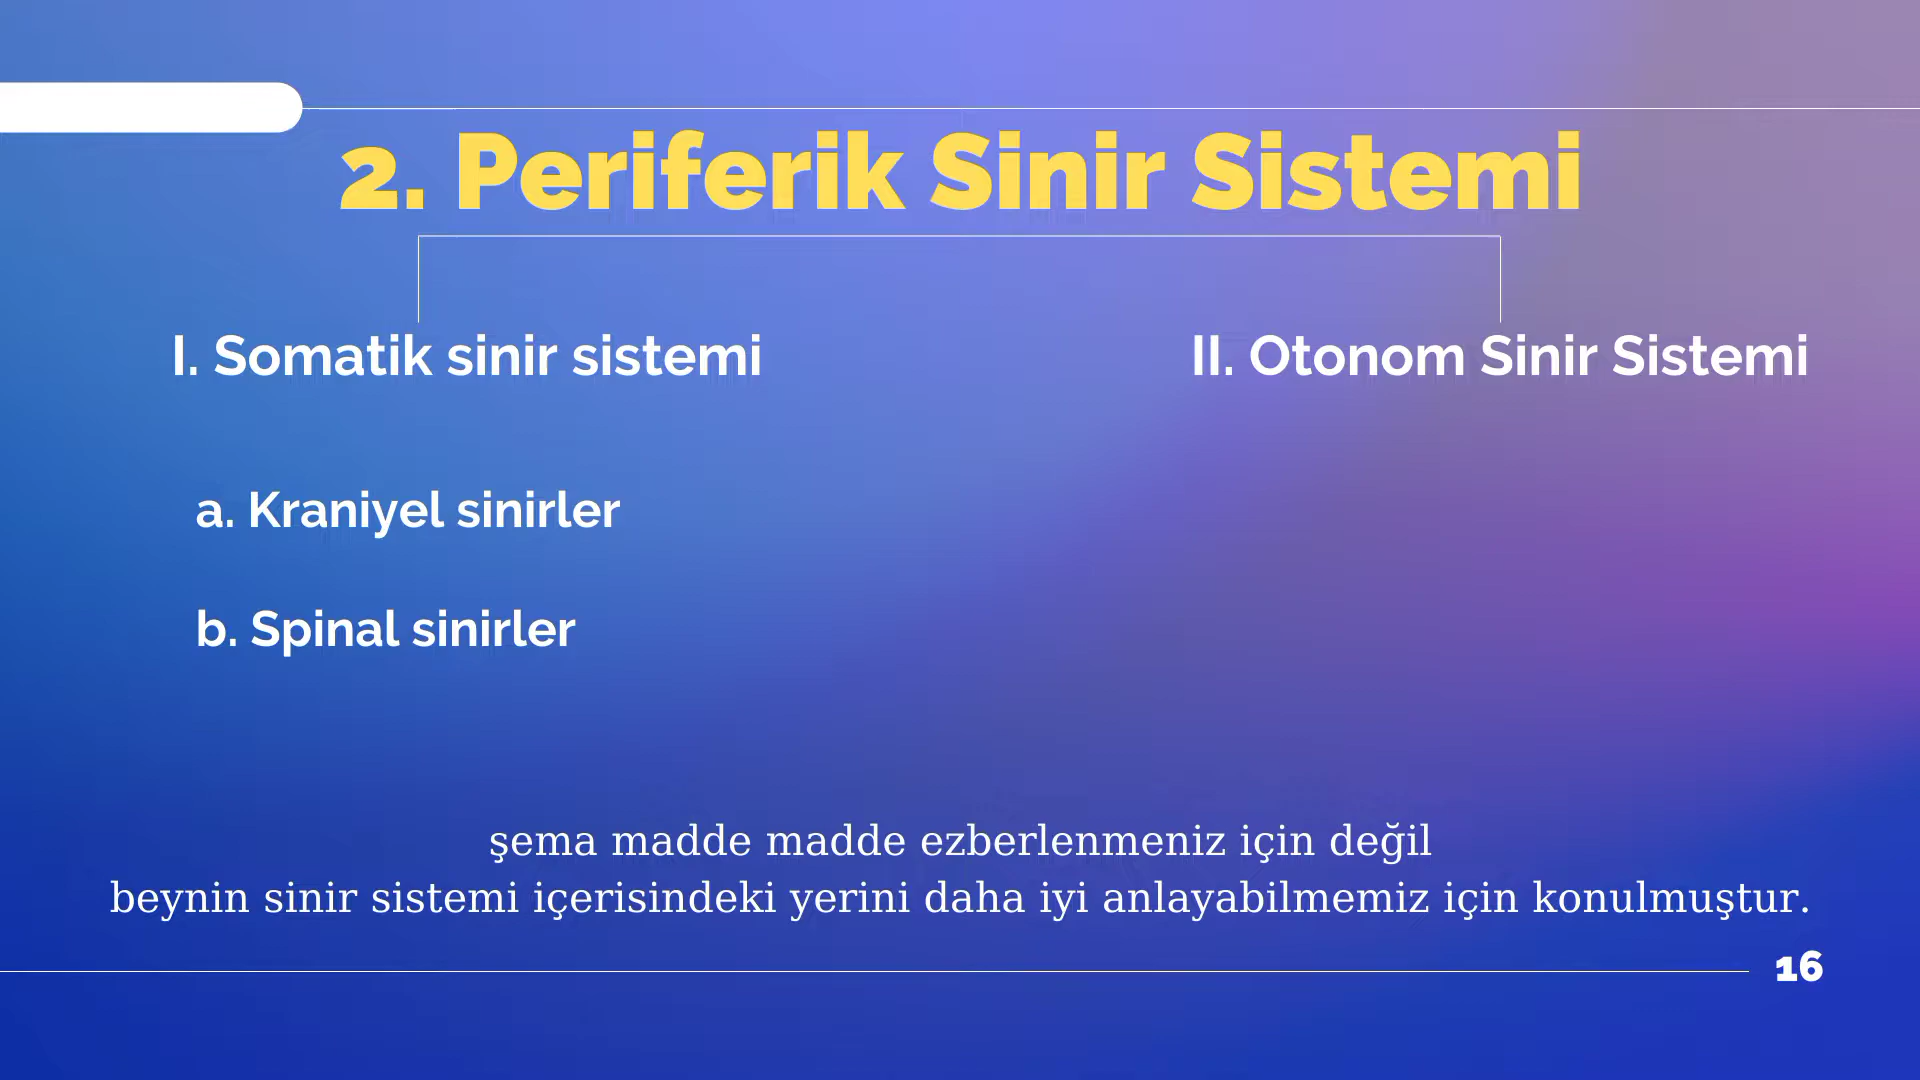 2. Periferik Sinir Sistemi
I. Somatik sinir sistemi
II. Otonom Sinir Sistemi
a. Kraniyel sinirler
b. Spinal sinirler
şema madde madde ezberlenmeniz için değil
beynin sinir sistemi içerisindeki yerini daha iyi anlayabilmemiz için konulmuştur.
16